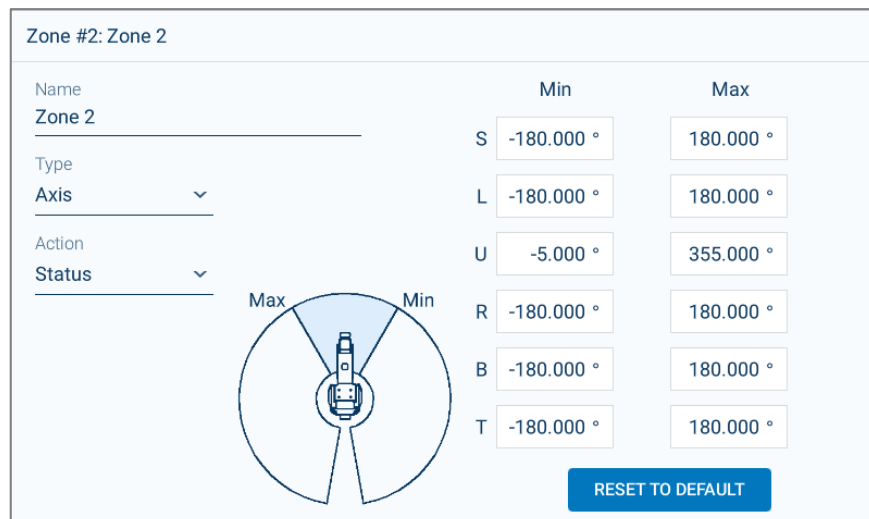 Zone #2: Zone 2
Name
Zone 2
Type
Axis
Action
Status
Max
Min
Min Max
S -180.000 ° 180.000 °
L -180.000 ° 180.000 °
U -5.000 ° 355.000 °
R -180.000 ° 180.000 °
B -180.000 ° 180.000 °
T -180.000 ° 180.000 °
RESET TO DEFAULT